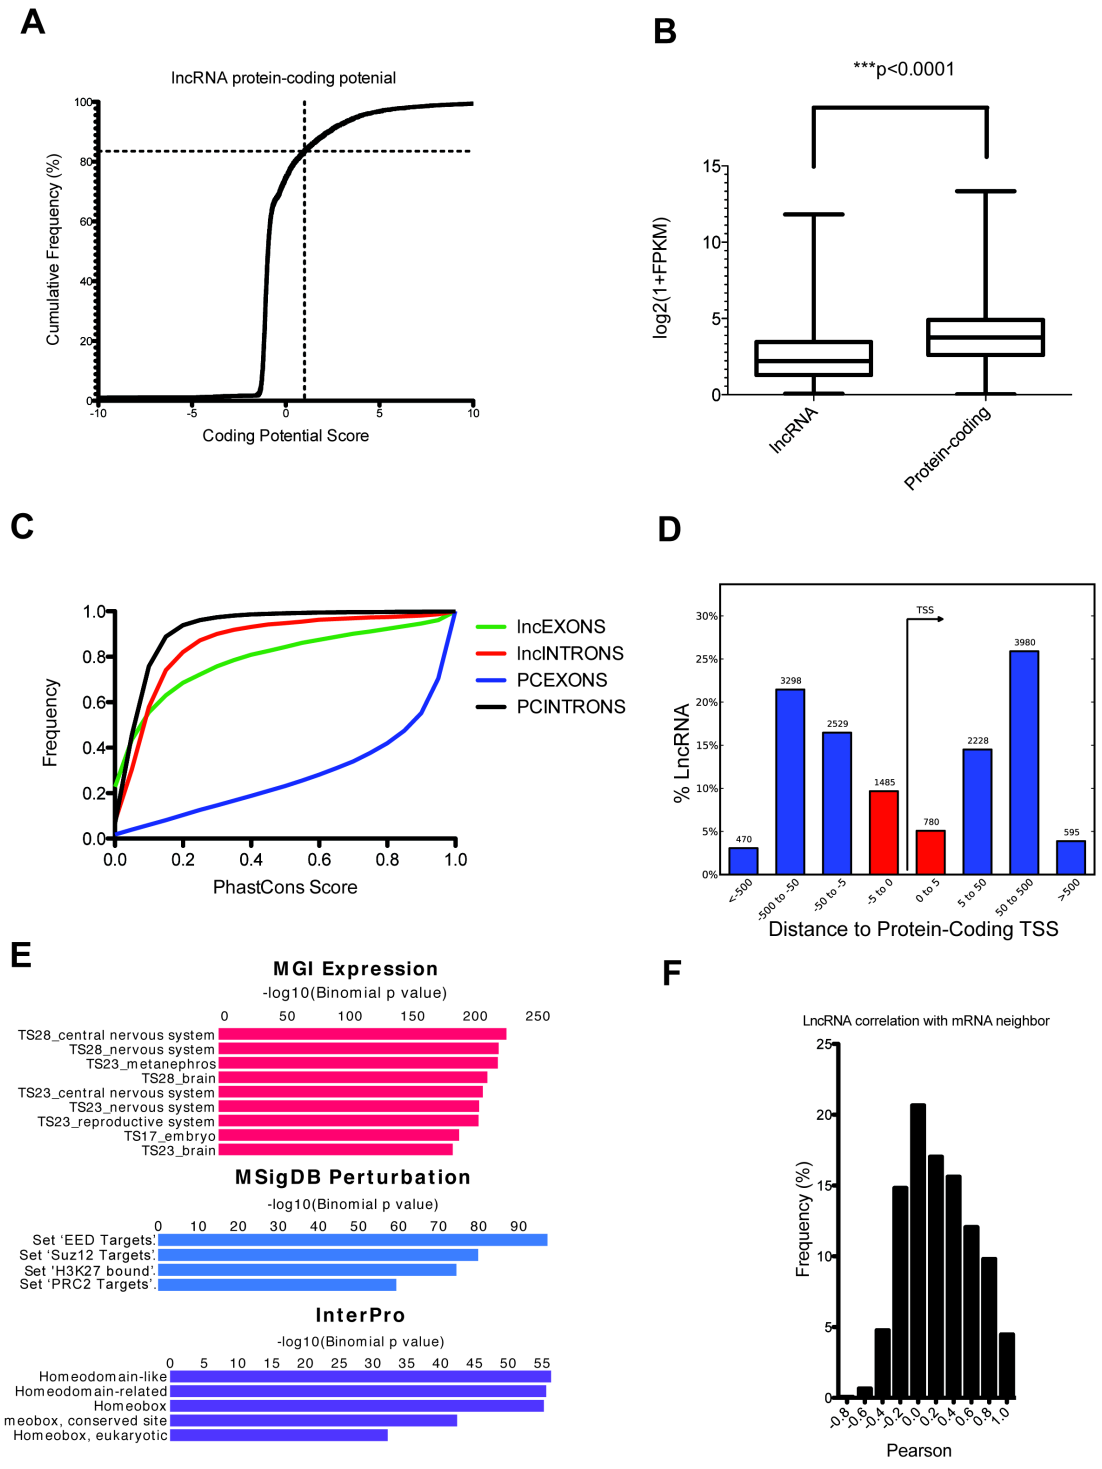 A
lncRNA protein-coding potenial
Cumulative Frequency (%)
100
80
60
40
20
0
-10 -5 0 5 10
Coding Potential Score
B
***p<0.0001
log2(1+FPKM)
15
10
5
0
lncRNA
Protein-coding
C
Frequency
1.0
0.8
0.6
0.4
0.2
0.0
0.0 0.2 0.4 0.6 0.8 1.0
PhastCons Score
lncEXONS
lncINTRONS
PCEXONS
PCINTRONS
D
% LncRNA
30%
25%
20%
15%
10%
5%
0%
TSS
470
3298
2529
1485
780
2228
3980
595
<-500
-500 to -50
-50 to -5
-5 to 0
0 to 5
5 to 50
50 to 500
>500
Distance to Protein-Coding TSS
E
MGI Expression
-log10(Binomial p value)
0 50 100 150 200 250
TS28_central nervous system
TS28_nervous system
TS23_metanephros
TS28_brain
TS23_central nervous system
TS23_nervous system
TS23_reproductive system
TS17_embryo
TS23_brain
MSigDB Perturbation
-log10(Binomial p value)
0 10 20 30 40 50 60 70 80 90
Set ‘EED Targets’.
Set ‘Suz12 Targets’.
Set 'H3K27 bound’.
Set ‘PRC2 Targets’.
InterPro
-log10(Binomial p value)
0 5 10 15 20 25 30 35 40 45 50 55
Homeodomain-like
Homeodomain-related
Homeobox
meobox, conserved site
Homeobox, eukaryotic
F
LncRNA correlation with mRNA neighbor
Frequency (%)
25
20
15
10
5
0
-0.8 -0.6 -0.4 -0.2 0.0 0.2 0.4 0.6 0.8 1.0
Pearson